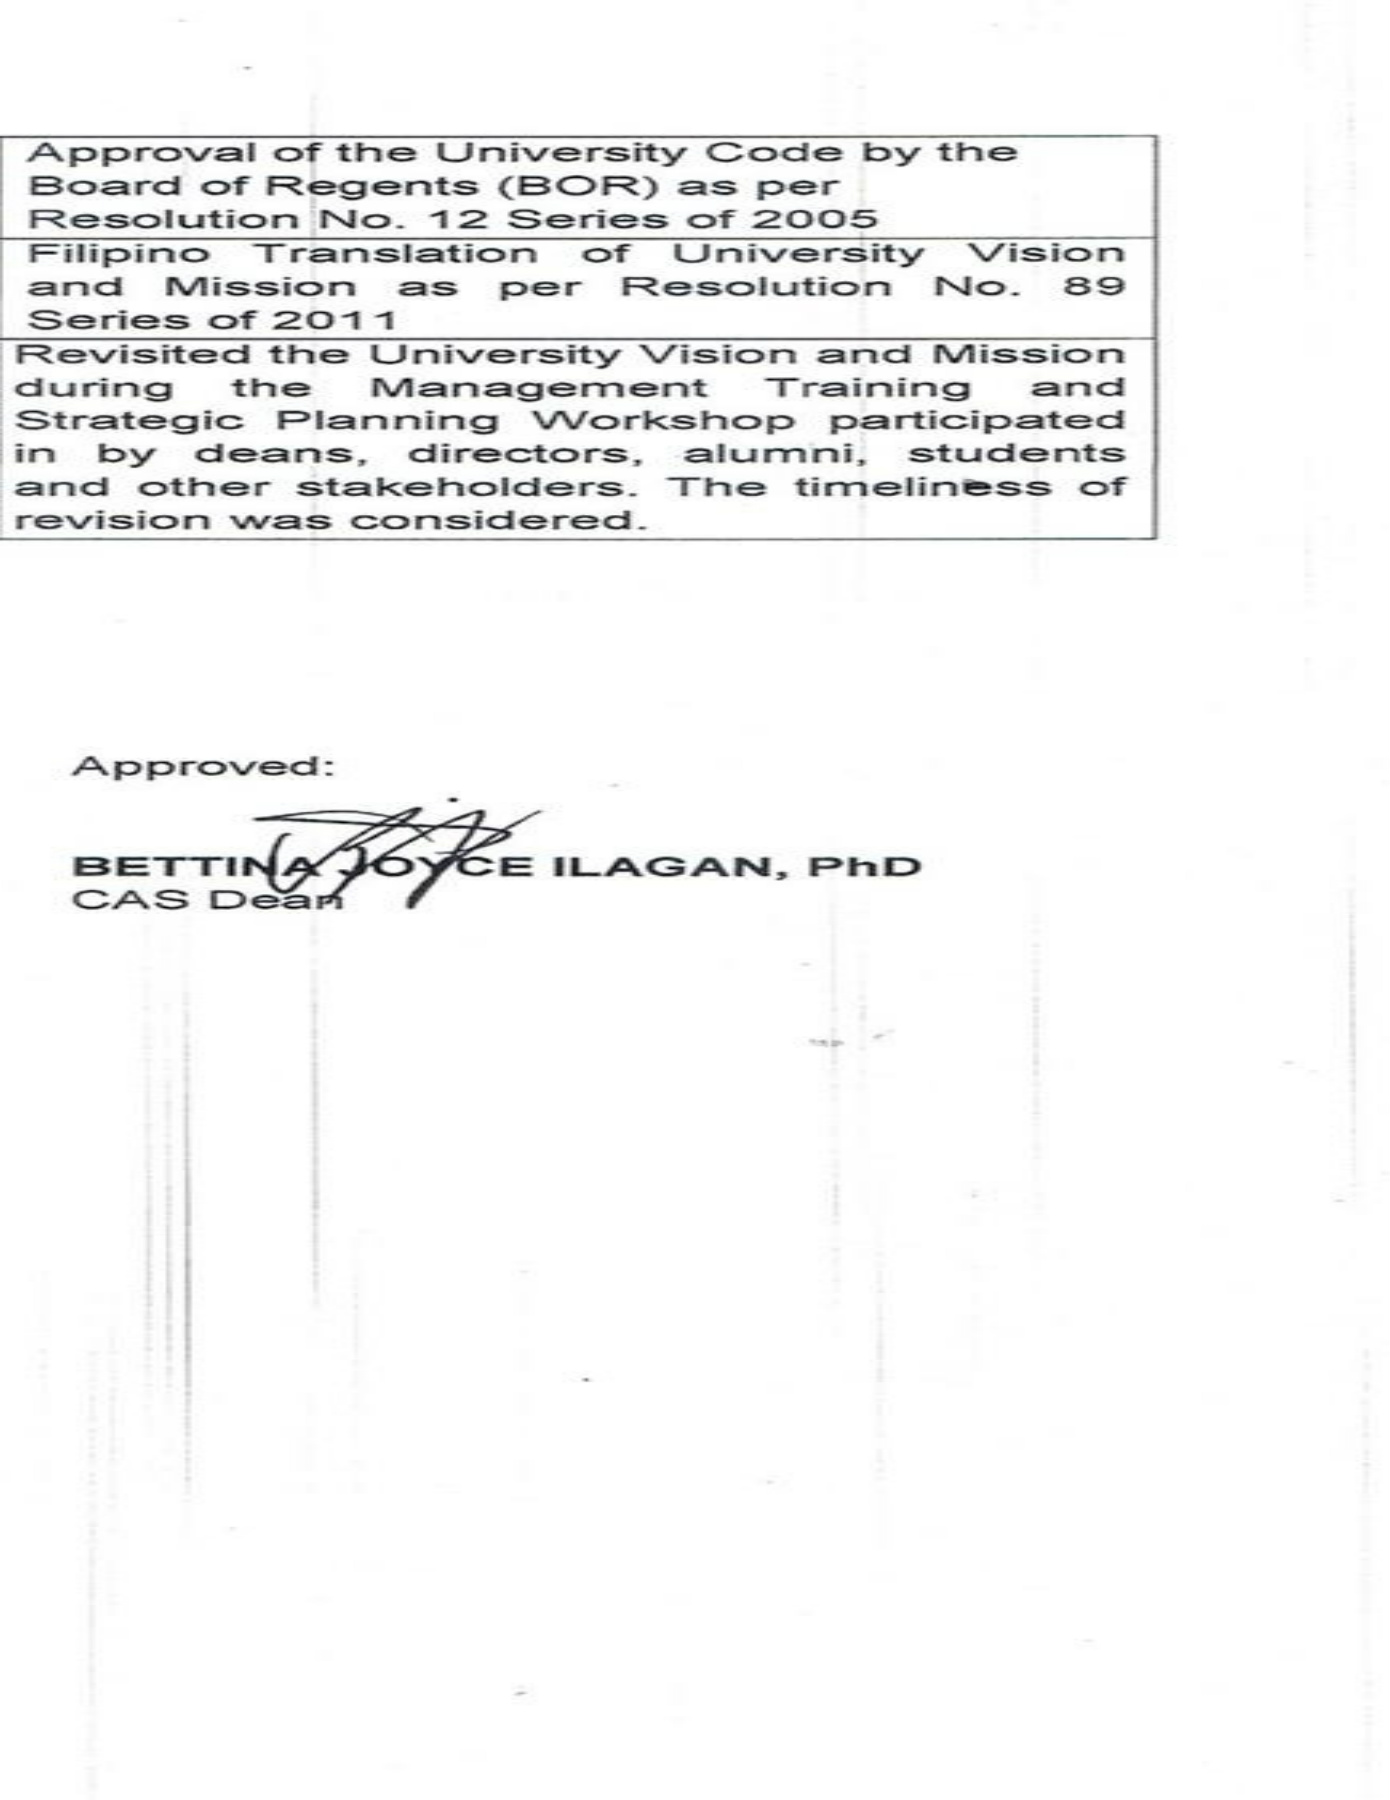 Approval of the University Code by the
Board of Regents (BOR) as per
Resolution No. 12 Series of 2005
Filipino Translation of University Vision
and Mission as per Resolution No. 89
Series of 2011
Revisited the University Vision and Mission
during the Management Training and
Strategic Planning Workshop participated
in by deans, directors, alumni, students
and other stakeholders. The timeliness of
revision was considered.
Approved:
BETTINA JOYCE ILAGAN, PhD
CAS Dean